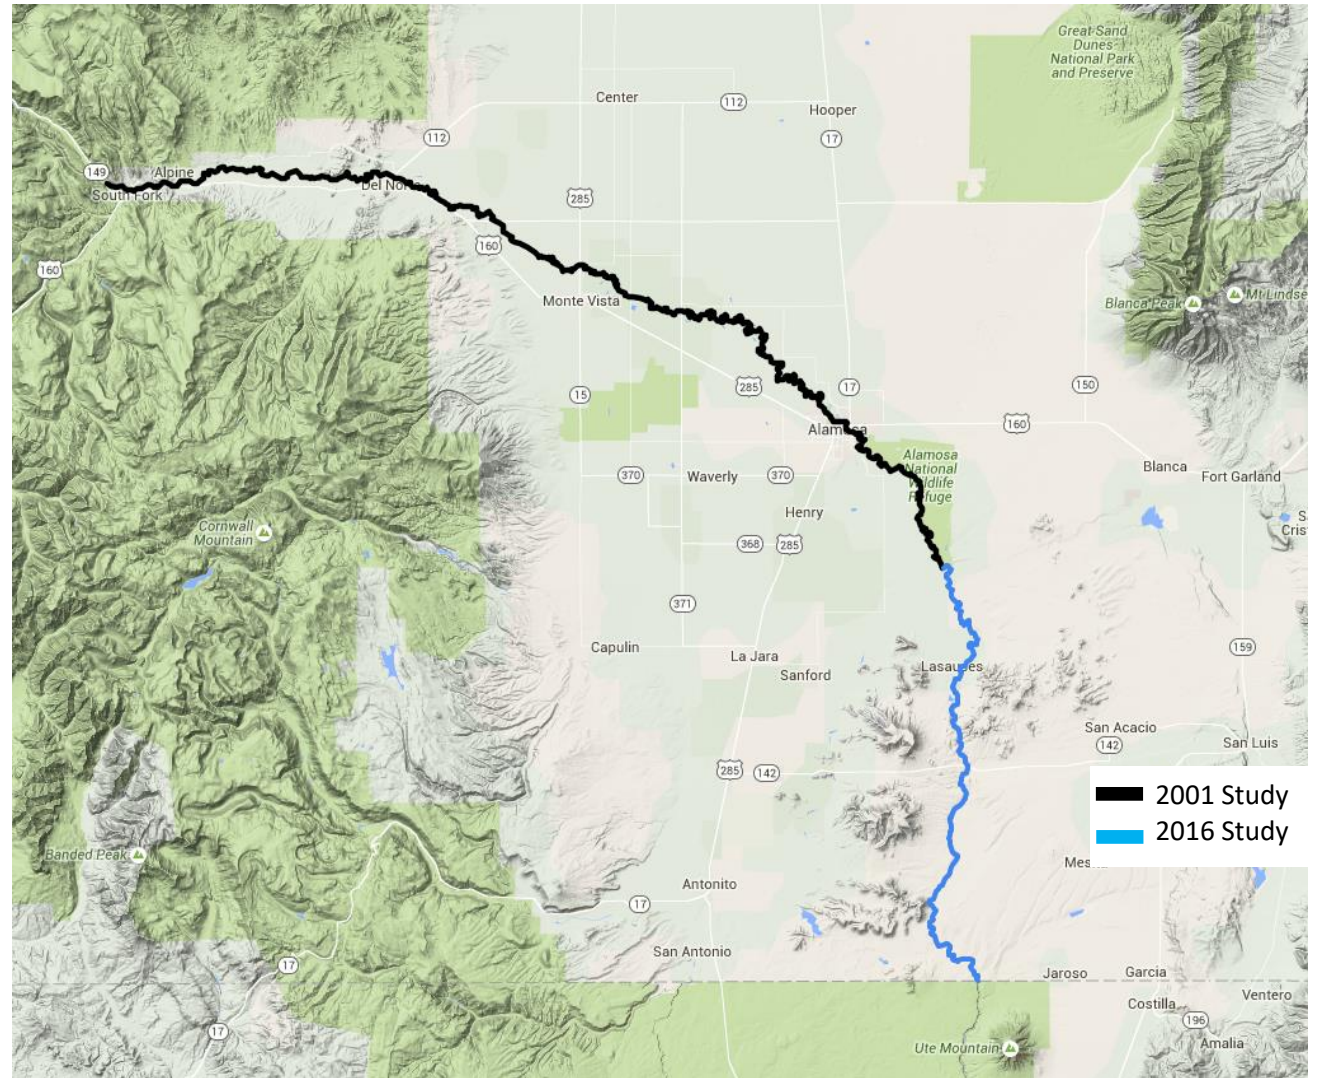 Great Sand
Dunes
National Park
and Preserve
Center
112
Hooper
112
17
149
Alpine
South Fork
Del Norte
285
160
160
Monte Vista
Blanca Peak
Mt Lindse
15
285
17
150
Alamosa
160
Alamosa
National
Wildlife
Refuge
Blanca
Fort Garland
370
Waverly
370
Henry
S
Cris
Cornwall
Mountain
368
285
371
Capulin
La Jara
Sanford
Lasauses
159
San Acacio
142
San Luis
285
142
2001 Study
2016 Study
Banded Peak
Antonito
17
San Antonio
17
Jaroso
Garcia
Costilla
Ventero
196
17
Ute Mountain
Amalia